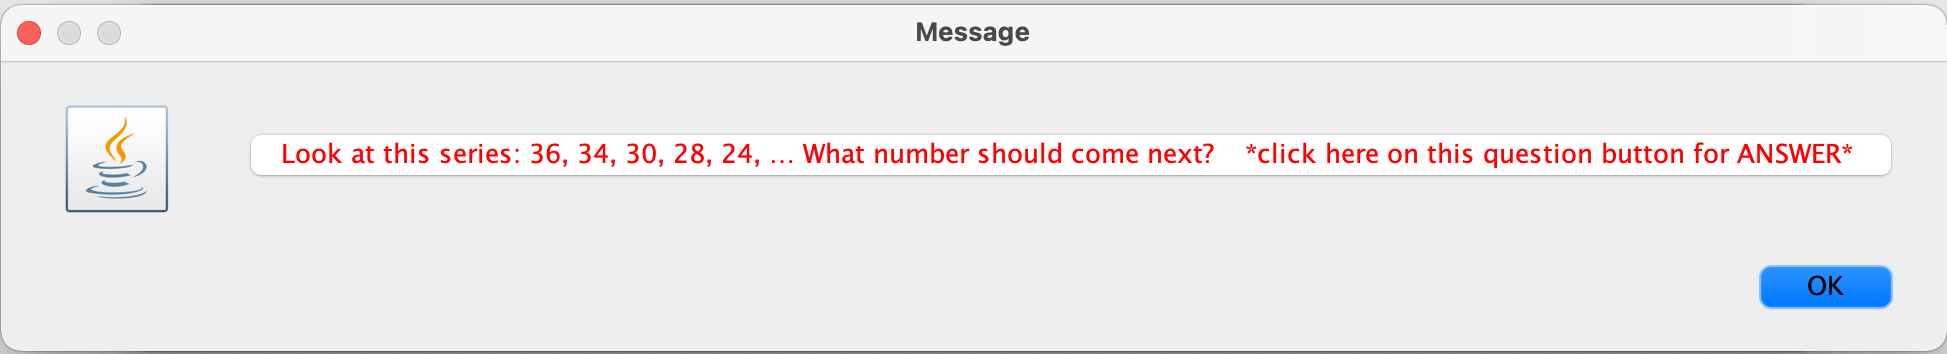 Message
Look at this series: 36, 34, 30, 28, 24, ... What number should come next?    *click here on this question button for ANSWER*
OK